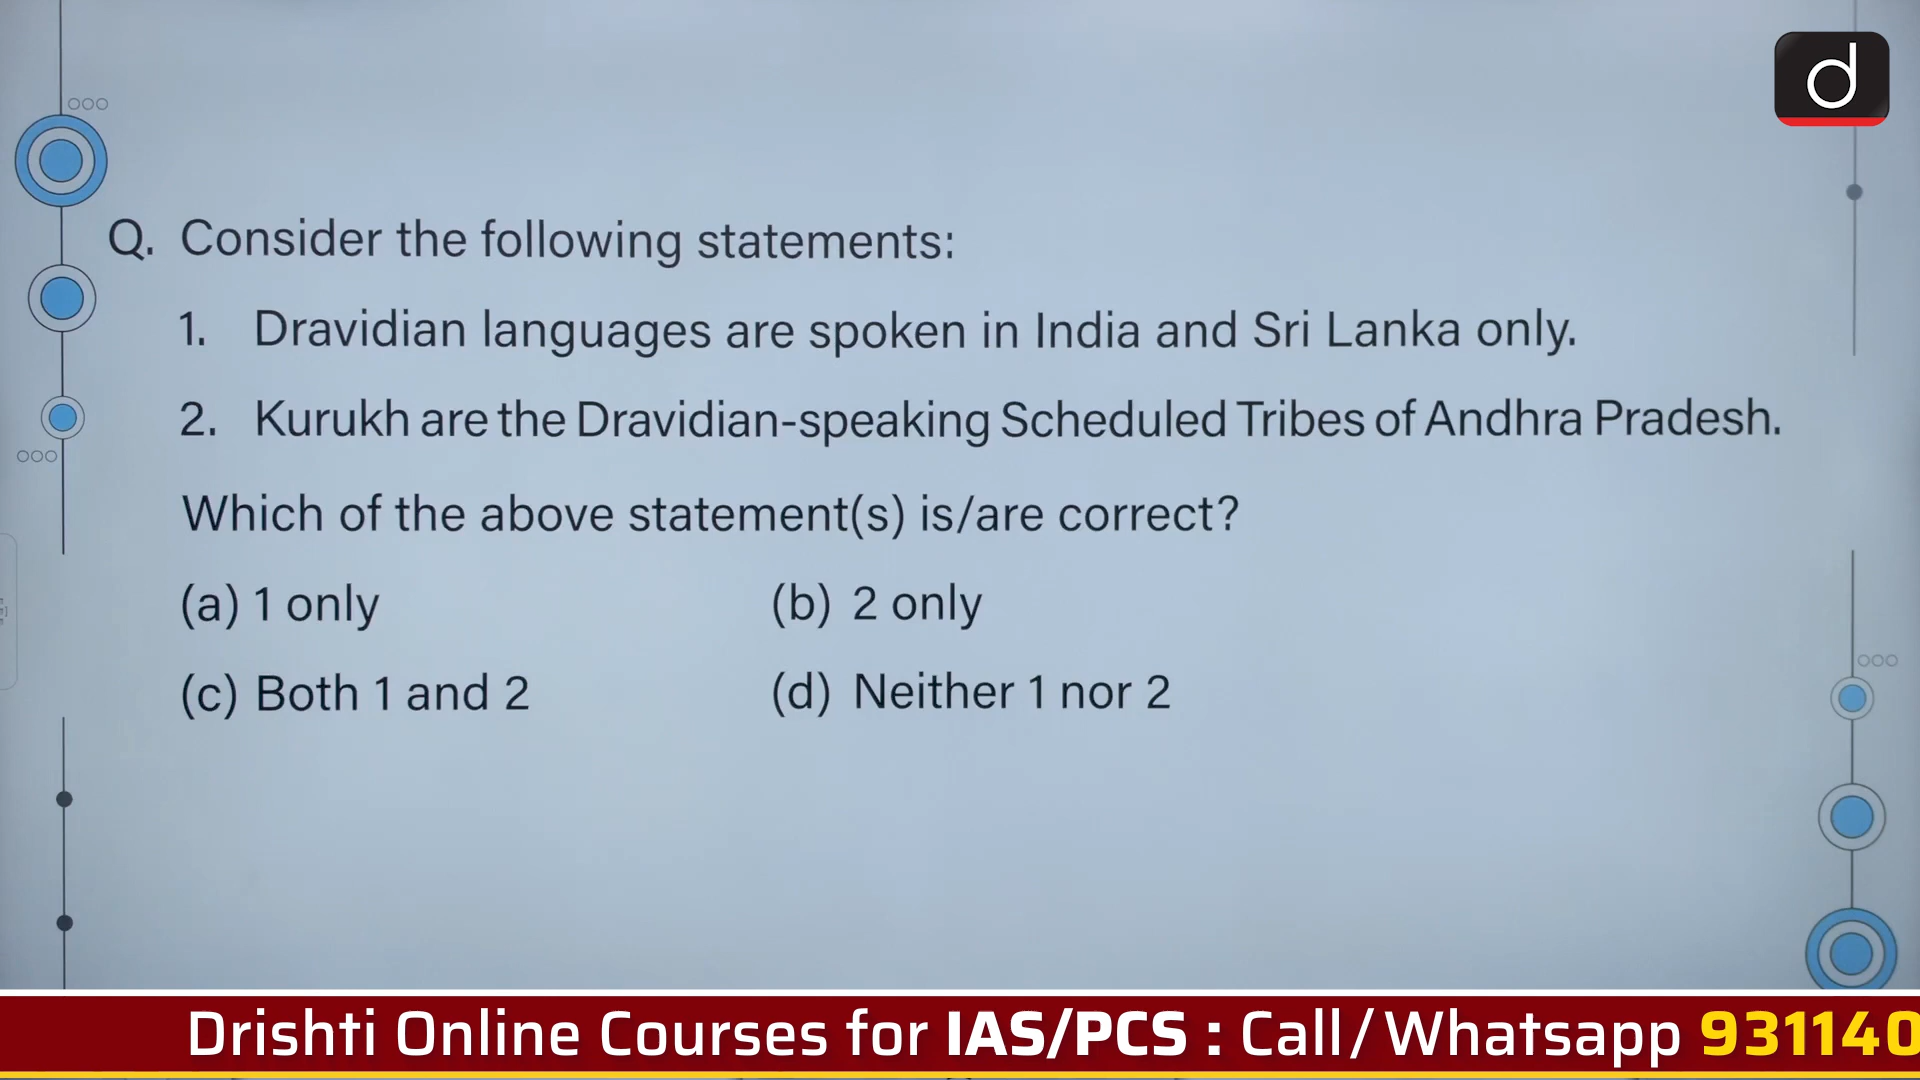 d
Q. Consider the following statements:
1. Dravidian languages are spoken in India and Sri Lanka only.
2. Kurukh are the Dravidian-speaking Scheduled Tribes of Andhra Pradesh.
Which of the above statement(s) is/are correct?
(a) 1 only (b) 2 only
(c) Both 1 and 2 (d) Neither 1 nor 2
Drishti Online Courses for IAS/PCS : Call/Whatsapp 931140